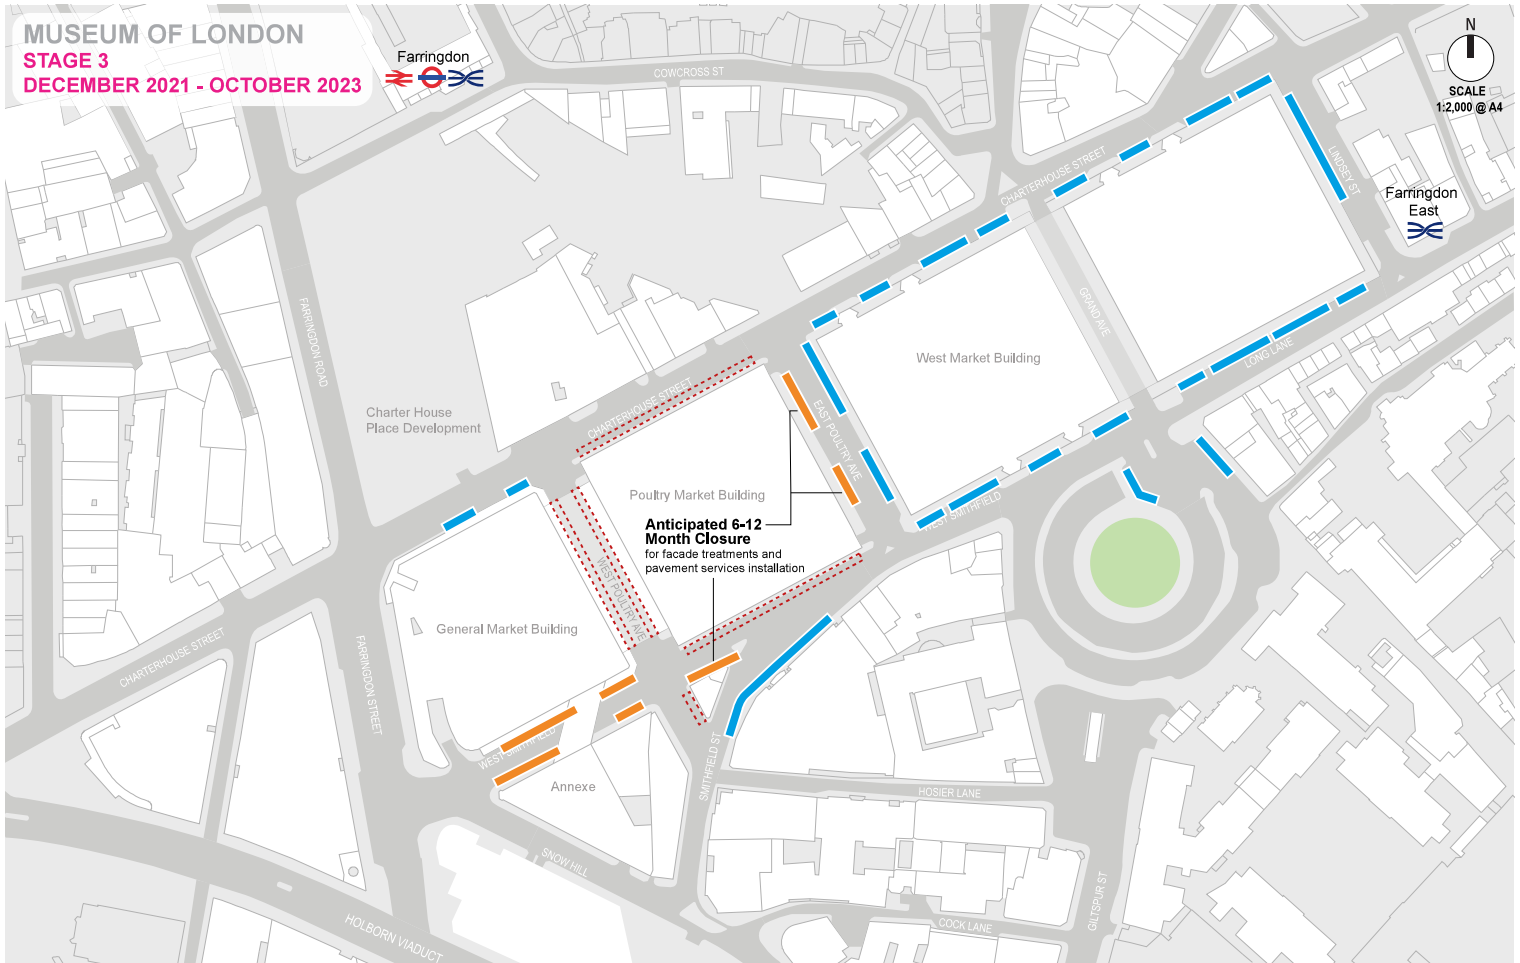 MUSEUM OF LONDON
STAGE 3
DECEMBER 2021 - OCTOBER 2023
Farringdon
COWCROSS ST
N
SCALE
1:2,000 @ A4
CHARTERHOUSE STREET
LINDSEY ST
Farringdon
East
FARRINGDON ROAD
GRAND AVE
West Market Building
LONG LANE
CHARTERHOUSE STREET
Charter House
Place Development
EAST POULTRY AVE
Poultry Market Building
WEST SMITHFIELD
Anticipated 6-12
Month Closure
for facade treatments and
pavement services installation
WEST POULTRY AVE
General Market Building
CHARTERHOUSE STREET
FARRINGDON STREET
WEST SMITHFIELD
SMITHFIELD ST
Annexe
HOSIER LANE
SNOW HILL
GILTSPUR ST
COCK LANE
HOLBORN VIADUCT